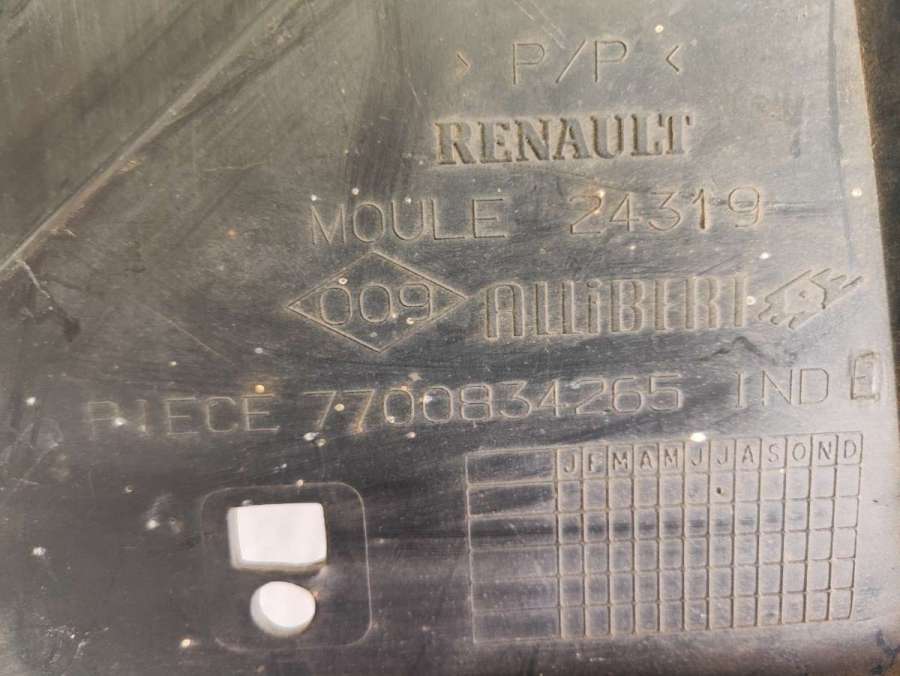 > P/P <
RENAULT
MOULE 24319
009 ALLiBERT
PIECE 7700834265 IND E
J F M A M J J A S O N D